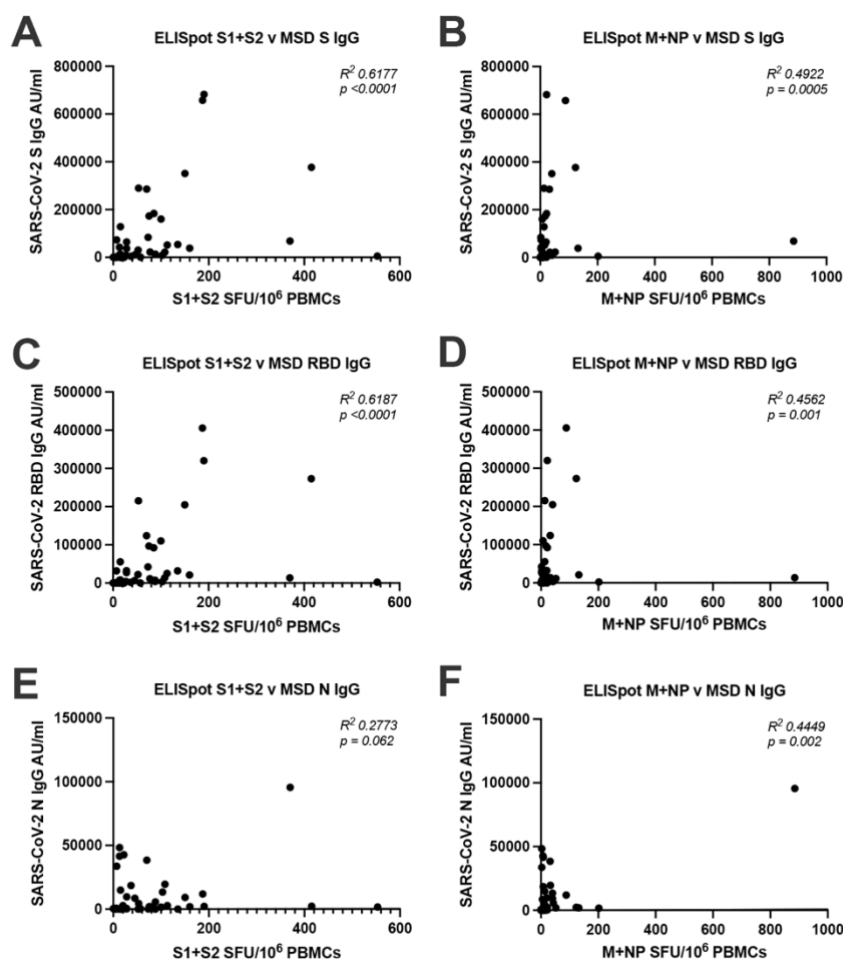 A
ELISpot S1+S2 v MSD S IgG
R² 0.6177
p <0.0001
SARS-CoV-2 S IgG AU/ml
800000
600000
400000
200000
0
0
200
400
600
S1+S2 SFU/10⁶ PBMCs
B
ELISpot M+NP v MSD S IgG
R² 0.4922
p = 0.0005
SARS-CoV-2 S IgG AU/ml
800000
600000
400000
200000
0
0
200
400
600
800
1000
M+NP SFU/10⁶ PBMCs
C
ELISpot S1+S2 v MSD RBD IgG
R² 0.6187
p <0.0001
SARS-CoV-2 RBD IgG AU/ml
500000
400000
300000
200000
100000
0
0
200
400
600
S1+S2 SFU/10⁶ PBMCs
D
ELISpot M+NP v MSD RBD IgG
R² 0.4562
p = 0.001
SARS-CoV-2 RBD IgG AU/ml
500000
400000
300000
200000
100000
0
0
200
400
600
800
1000
M+NP SFU/10⁶ PBMCs
E
ELISpot S1+S2 v MSD N IgG
R² 0.2773
p = 0.062
SARS-CoV-2 N IgG AU/ml
150000
100000
50000
0
0
200
400
600
S1+S2 SFU/10⁶ PBMCs
F
ELISpot M+NP v MSD N IgG
R² 0.4449
p = 0.002
SARS-CoV-2 N IgG AU/ml
150000
100000
50000
0
0
200
400
600
800
1000
M+NP SFU/10⁶ PBMCs